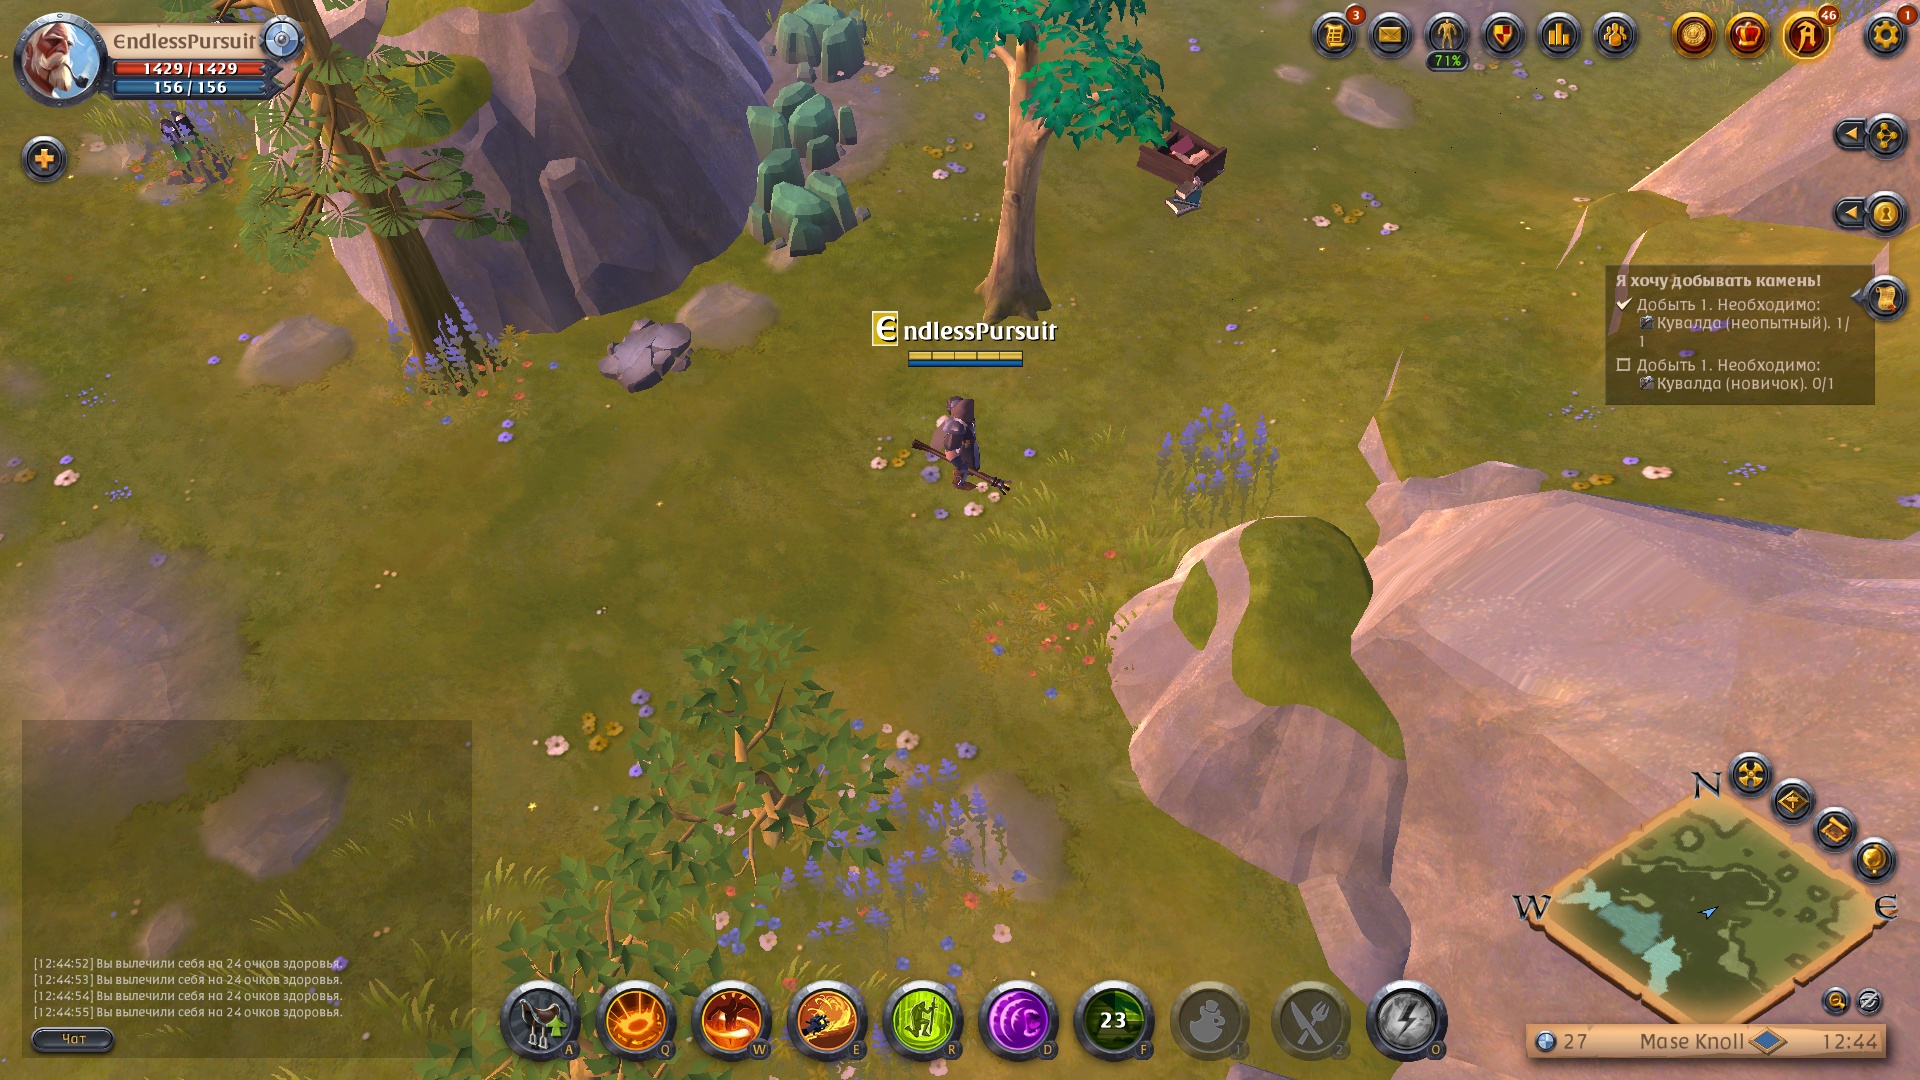 EndlessPursuit
1429 / 1429
156 / 156
3
71%
46
1
Я хочу добывать камень!
Добыть 1. Необходимо:
Кувалда (неопытный). 1/
1
Добыть 1. Необходимо:
Кувалда (новичок). 0/1
EndlessPursuit
N
W
E
[12:44:52] Вы вылечили себя на 24 очков здоровья.
[12:44:53] Вы вылечили себя на 24 очков здоровья.
[12:44:54] Вы вылечили себя на 24 очков здоровья.
[12:44:55] Вы вылечили себя на 24 очков здоровья.
Чат
23
A Q W E R D F 1 2 O
27 Mase Knoll 12:44